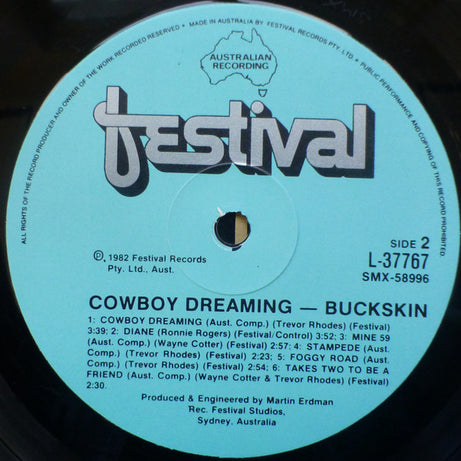 ALL RIGHTS OF THE RECORD PRODUCER AND OWNER OF THE WORK RECORDED RESERVED • MADE IN AUSTRALIA BY FESTIVAL RECORDS PTY. LTD. • PUBLIC PERFORMANCE AND COPYING OF THIS RECORD PROHIBITED
AUSTRALIAN
RECORDING
festival
℗ 1982 Festival Records
Pty. Ltd., Aust.
SIDE 2
L-37767
SMX-58996
COWBOY DREAMING — BUCKSKIN
1: COWBOY DREAMING (Aust. Comp.) (Trevor Rhodes) (Festival)
3:39; 2: DIANE (Ronnie Rogers) (Festival/Control) 3:52; 3: MINE 59
(Aust. Comp.) (Wayne Cotter) (Festival) 2:57; 4: STAMPEDE (Aust.
Comp.) (Trevor Rhodes) (Festival) 2:23; 5: FOGGY ROAD (Aust.
Comp.) (Trevor Rhodes) (Festival) 2:54; 6: TAKES TWO TO BE A
FRIEND (Aust. Comp.) (Wayne Cotter & Trevor Rhodes) (Festival)
2:30.
Produced & Engineered by Martin Erdman
Rec. Festival Studios,
Sydney, Australia